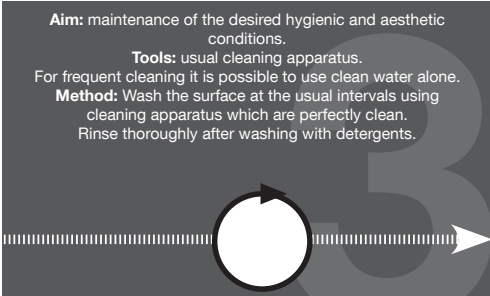 Aim: maintenance of the desired hygienic and aesthetic
conditions.
Tools: usual cleaning apparatus.
For frequent cleaning it is possible to use clean water alone.
Method: Wash the surface at the usual intervals using
cleaning apparatus which are perfectly clean.
Rinse thoroughly after washing with detergents.
3